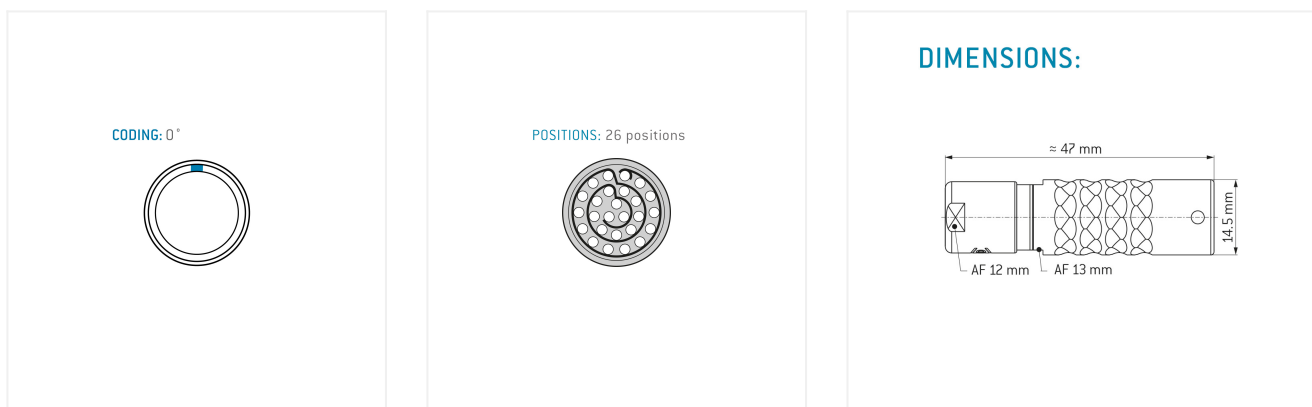 CODING: 0°
POSITIONS: 26 positions
DIMENSIONS:
≈ 47 mm
14.5 mm
AF 12 mm
AF 13 mm